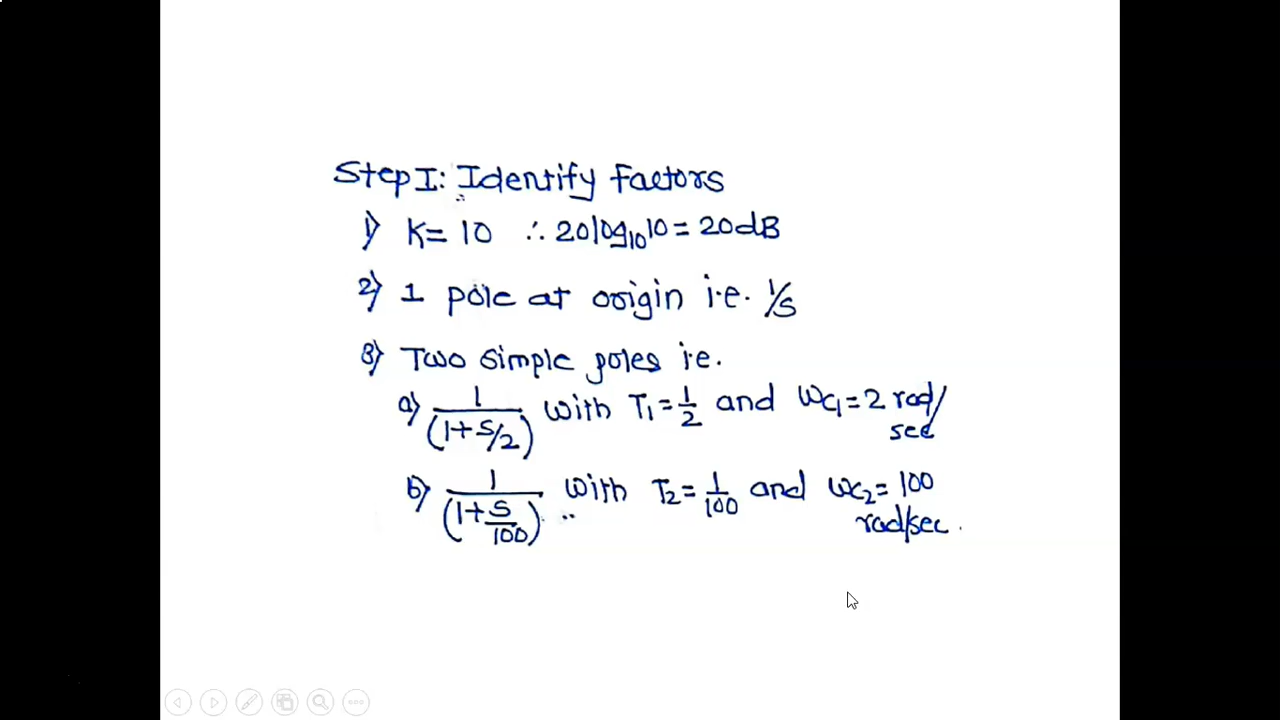 Step I: Identify Factors
1) K= 10 ∴ 20log₁₀10 = 20dB
2) 1 pole at origin i.e. 1/s
3) Two simple poles i.e.
a) 1/(1+s/2) with T₁ = 1/2 and ωc₁ = 2 rad/
sec
b) 1/(1+s/100) with T₂ = 1/100 and ωc₂ = 100
rad/sec.